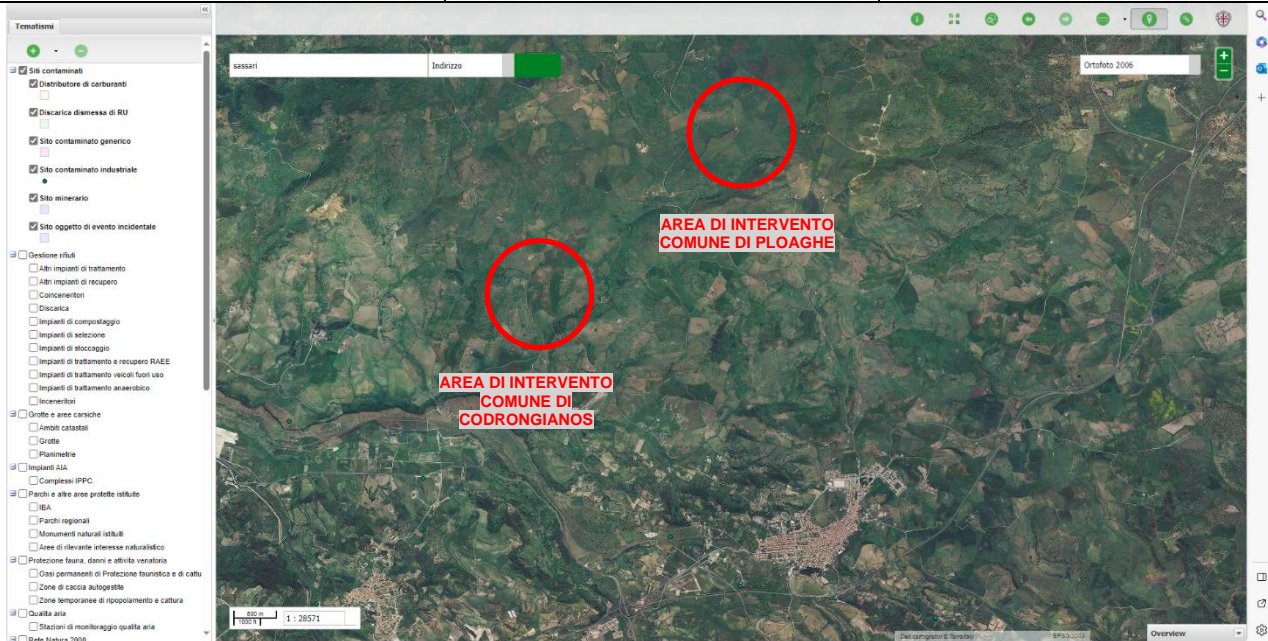 Tematismi
Siti contaminati
Distributore di carburanti
Discarica dismessa di RU
Sito contaminato generico
Sito contaminato industriale
Sito minerario
Sito oggetto di evento incidentale
Gestione rifiuti
Altri impianti di trattamento
Altri impianti di recupero
Coinceneritori
Discarica
Impianti di compostaggio
Impianti di selezione
Impianti di stoccaggio
Impianti di trattamento e recupero RAEE
Impianti di trattamento veicoli fuori uso
Impianti di trattamento anaerobico
Inceneritori
Grotte e aree carsiche
Ambiti catastali
Grotte
Planimetrie
Impianti AIA
Complessi IPPC
Parchi e altre aree protette istituite
IBA
Parchi regionali
Monumenti naturali istituiti
Aree di rilevante interesse naturalistico
Protezione fauna, danni e attivita venatoria
Oasi permanenti di Protezione faunistica e di cattu
Zone di caccia autogestite
Zone temporanee di ripopolamento e cattura
Qualita aria
Stazioni di monitoraggio qualita aria
Rete Natura 2000
sassari
Indirizzo
Ortofoto 2006
AREA DI INTERVENTO
COMUNE DI PLOAGHE
AREA DI INTERVENTO
COMUNE DI
CODRONGIANOS
600 m
1000 ft
1 : 28571
Overview